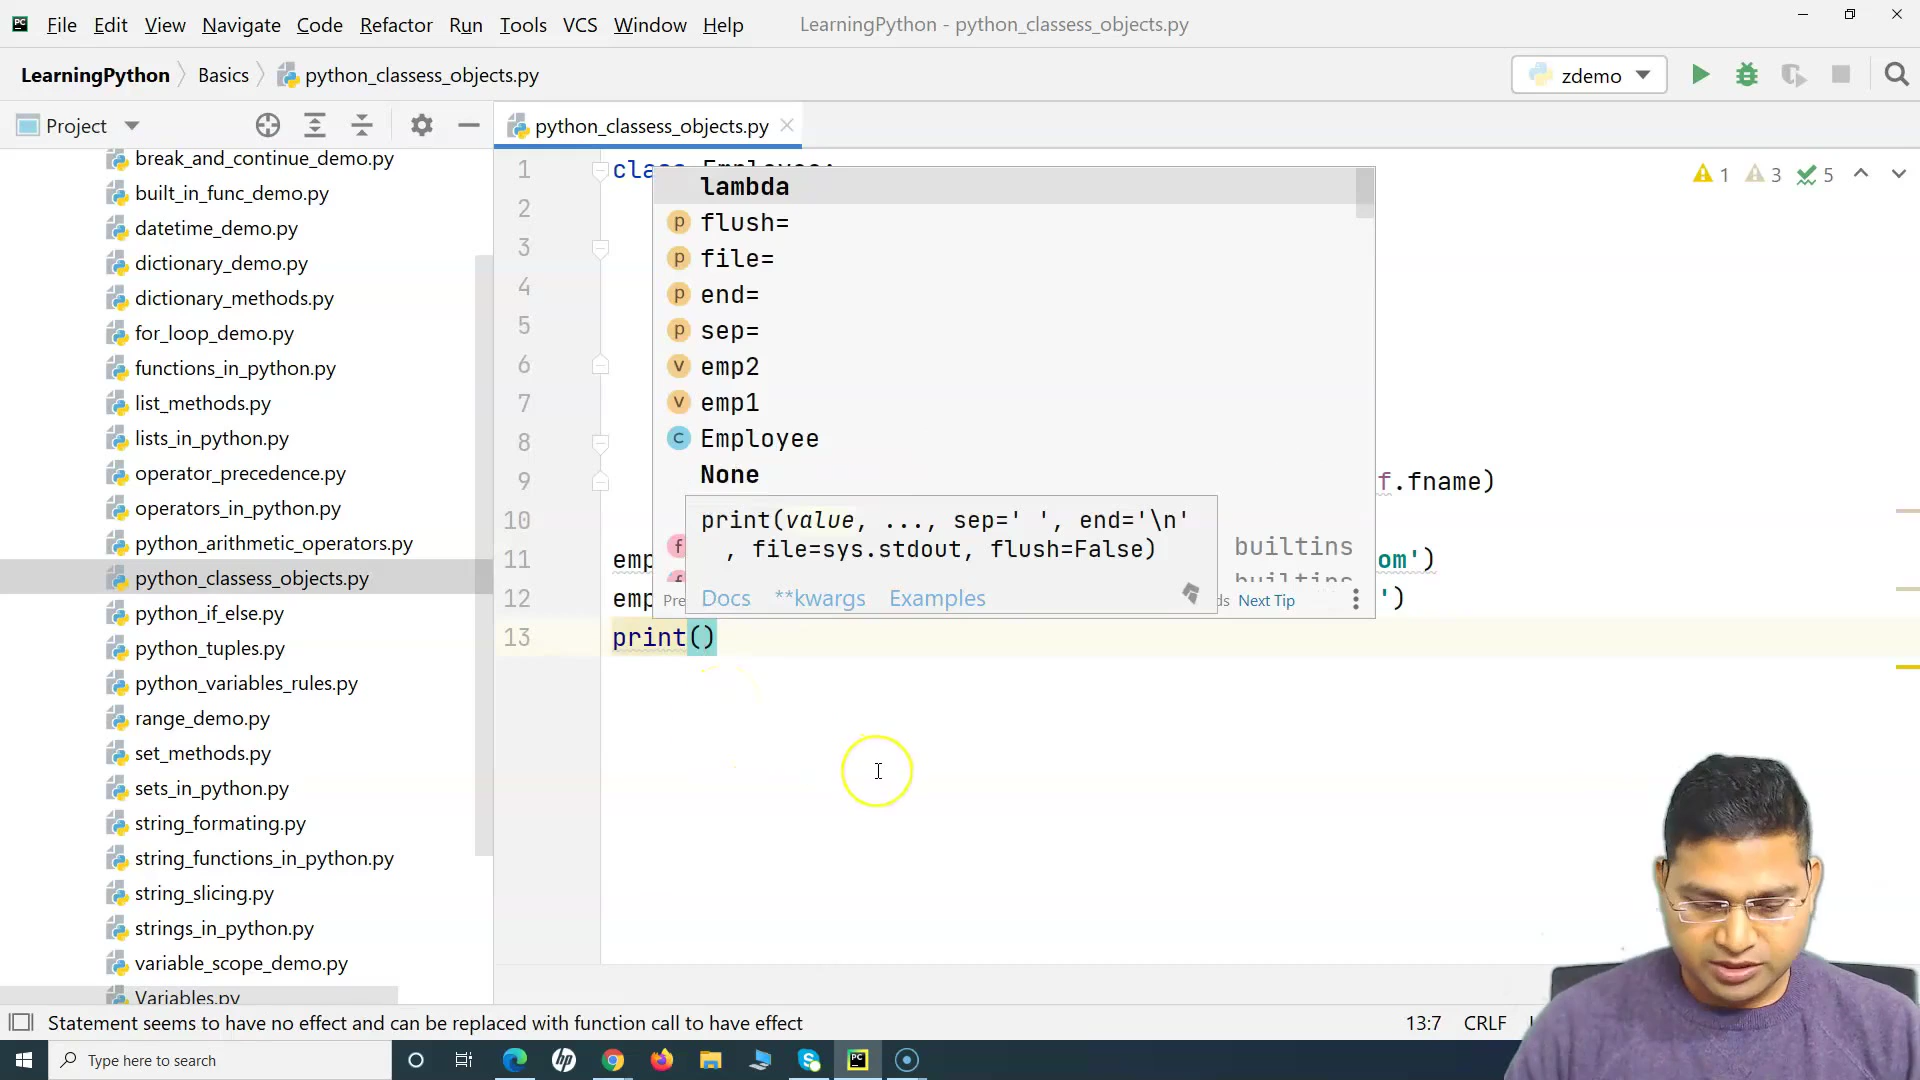 File Edit View Navigate Code Refactor Run Tools VCS Window Help LearningPython - python_classess_objects.py
LearningPython Basics python_classess_objects.py zdemo
Project python_classess_objects.py
break_and_continue_demo.py
built_in_func_demo.py
datetime_demo.py
dictionary_demo.py
dictionary_methods.py
for_loop_demo.py
functions_in_python.py
list_methods.py
lists_in_python.py
operator_precedence.py
operators_in_python.py
python_arithmetic_operators.py
python_classess_objects.py
python_if_else.py
python_tuples.py
python_variables_rules.py
range_demo.py
set_methods.py
sets_in_python.py
string_formating.py
string_functions_in_python.py
string_slicing.py
strings_in_python.py
variable_scope_demo.py
Variables.py
1 class Employee:
1 3 5
2
3
4
5
6
7
8
9 f.fname)
10
11 emp om')
12 emp ')
13 print()
lambda
p flush=
p file=
p end=
p sep=
v emp2
v emp1
c Employee
None
f builtins
f builtins
print(value, ..., sep=' ', end='\n'
, file=sys.stdout, flush=False)
Docs **kwargs Examples
Pre ds Next Tip
Statement seems to have no effect and can be replaced with function call to have effect
13:7 CRLF
Type here to search